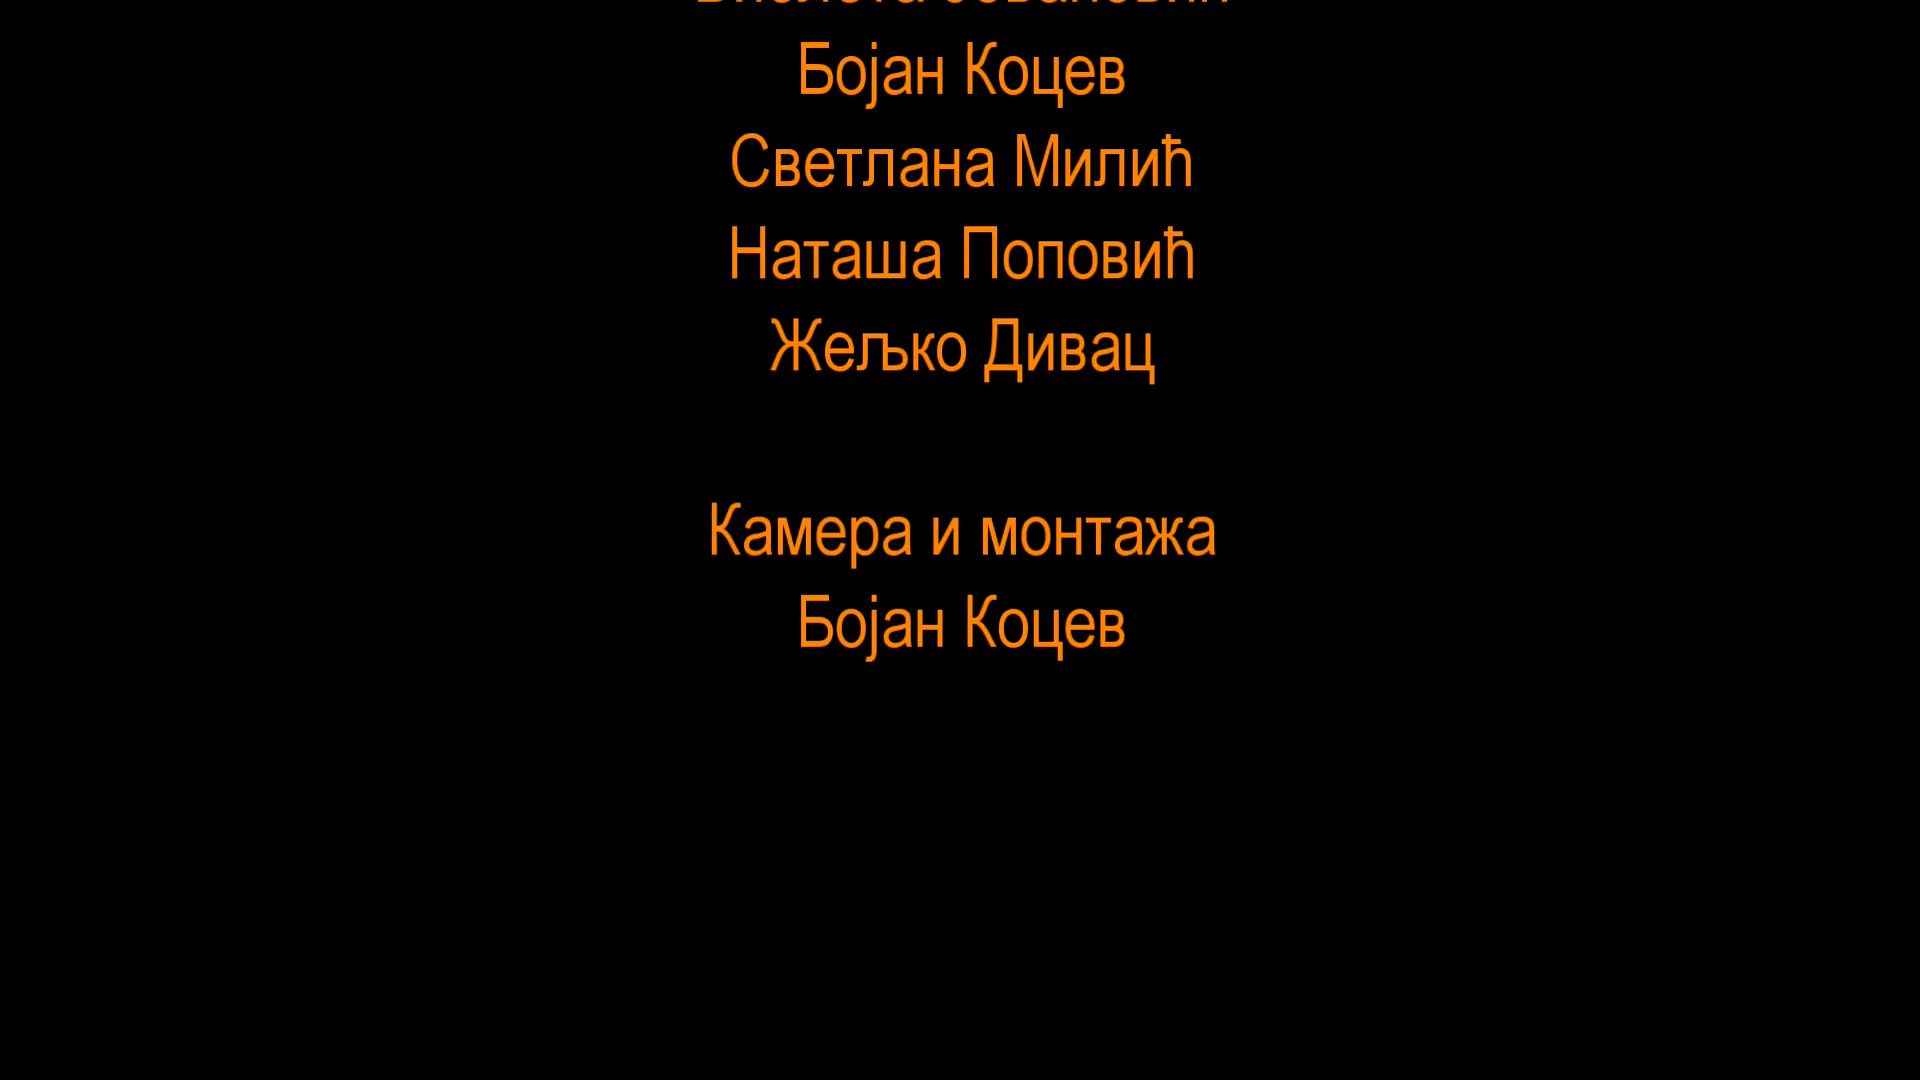 Бојан Коцев
Светлана Милић
Наташа Поповић
Жељко Дивац
Камера и монтажа
Бојан Коцев